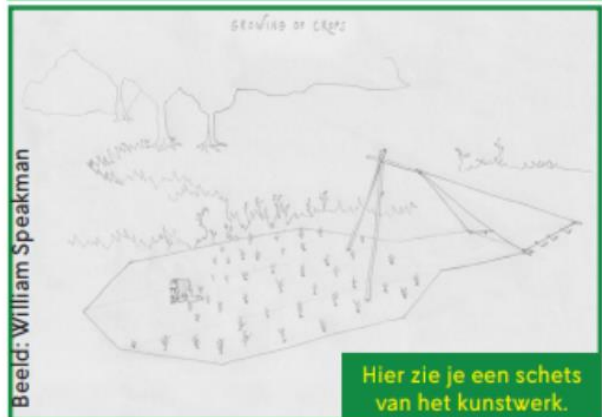 GROWING OF CROPS
Beeld: William Speakman
Hier zie je een schets
van het kunstwerk.